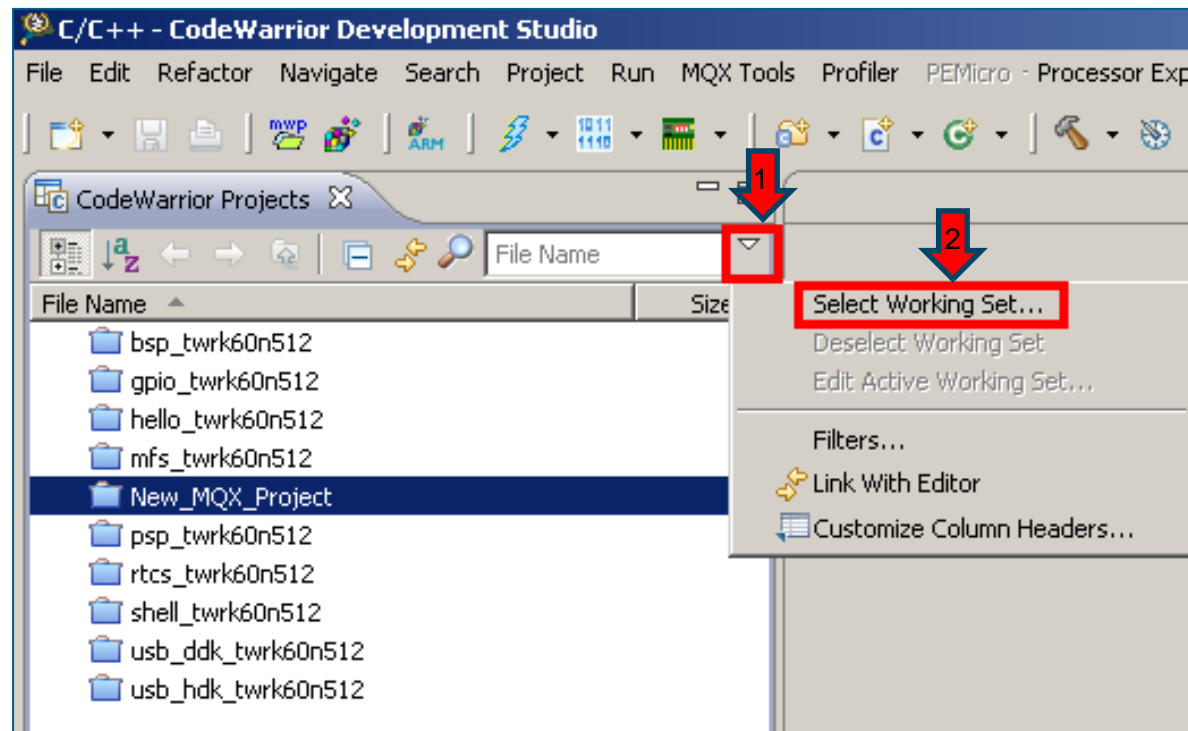 C/C++ - CodeWarrior Development Studio
File Edit Refactor Navigate Search Project Run MQX Tools Profiler PEMicro - Processor Exp
mwp
ARM
1011
1110
c
1
CodeWarrior Projects
2
a
z
File Name
File Name Size
Select Working Set...
bsp_twrk60n512
Deselect Working Set
gpio_twrk60n512
Edit Active Working Set...
hello_twrk60n512
Filters...
mfs_twrk60n512
Link With Editor
New_MQX_Project
Customize Column Headers...
psp_twrk60n512
rtcs_twrk60n512
shell_twrk60n512
usb_ddk_twrk60n512
usb_hdk_twrk60n512